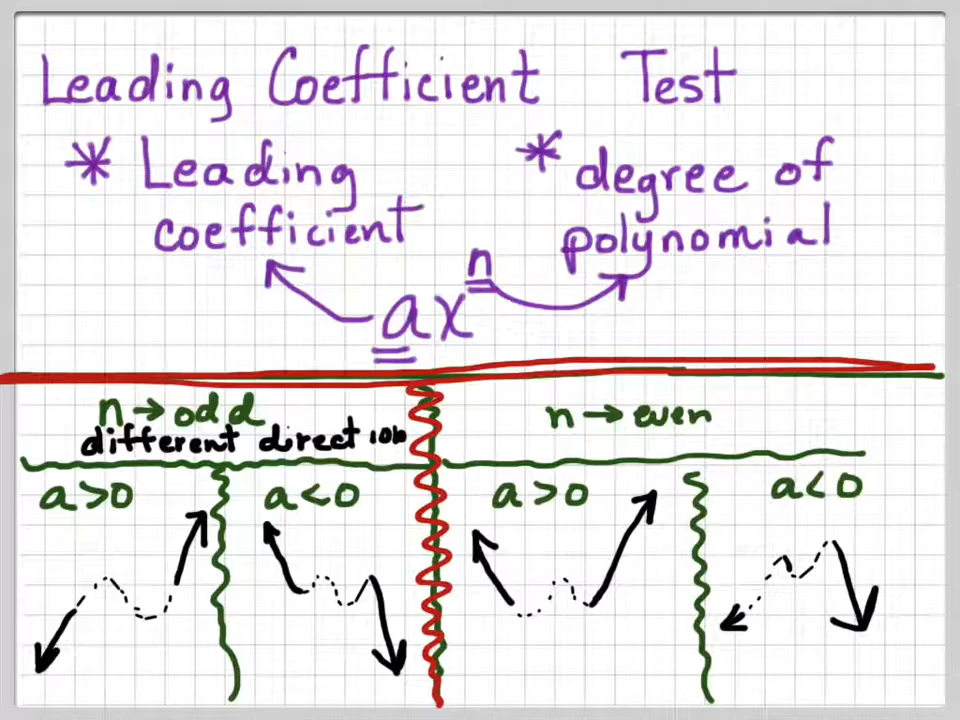 Leading Coefficient Test
* Leading coefficient
* degree of polynomial
ax^n
n → odd
different direction
n → even
a > 0
a < 0
a > 0
a < 0